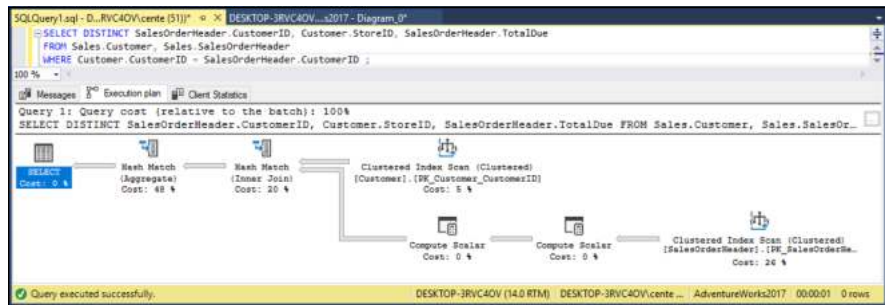 SQLQuery1.sql - D...RVC4OV\cente (51))* DESKTOP-3RVC4OV....s2017 - Diagram_0*
SELECT DISTINCT SalesOrderHeader.CustomerID, Customer.StoreID, SalesOrderHeader.TotalDue
FROM Sales.Customer, Sales.SalesOrderHeader
WHERE Customer.CustomerID = SalesOrderHeader.CustomerID ;
100 %
Messages Execution plan Client Statistics
Query 1: Query cost (relative to the batch): 100%
SELECT DISTINCT SalesOrderHeader.CustomerID, Customer.StoreID, SalesOrderHeader.TotalDue FROM Sales.Customer, Sales.SalesOr...
SELECT
Cost: 0 %
Hash Match
(Aggregate)
Cost: 48 %
Hash Match
(Inner Join)
Cost: 20 %
Clustered Index Scan (Clustered)
[Customer].[PK_Customer_CustomerID]
Cost: 5 %
Compute Scalar
Cost: 0 %
Compute Scalar
Cost: 0 %
Clustered Index Scan (Clustered)
[SalesOrderHeader].[PK_SalesOrderHe...
Cost: 26 %
Query executed successfully. DESKTOP-3RVC4OV (14.0 RTM) DESKTOP-3RVC4OV\cente ... AdventureWorks2017 00:00:01 0 rows